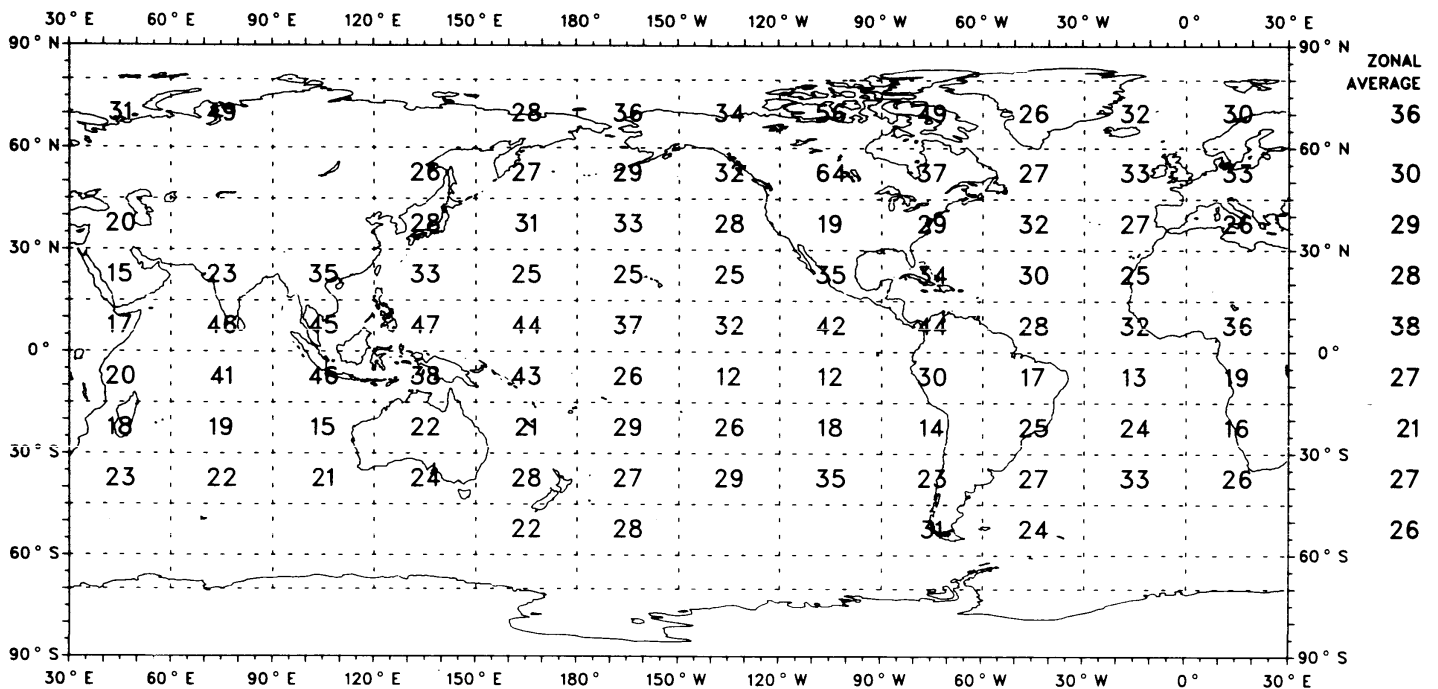 30° E 60° E 90° E 120° E 150° E 180° 150° W 120° W 90° W 60° W 30° W 0° 30° E
90° N 90° N
ZONAL
AVERAGE
31 49 28 36 34 56 49 26 32 30 36
60° N 60° N
26 27 29 32 64 37 27 33 33 30
20 28 31 33 28 19 29 32 27 26 29
30° N 30° N
15 23 35 33 25 25 25 35 34 30 25 28
17 46 45 47 44 37 32 42 44 28 32 36 38
0° 0°
20 41 46 38 43 26 12 12 30 17 13 19 27
18 19 15 22 21 29 26 18 14 25 24 16 21
30° S 30° S
23 22 21 24 28 27 29 35 23 27 33 26 27
22 28 31 24 26
60° S 60° S
90° S 90° S
30° E 60° E 90° E 120° E 150° E 180° 150° W 120° W 90° W 60° W 30° W 0° 30° E